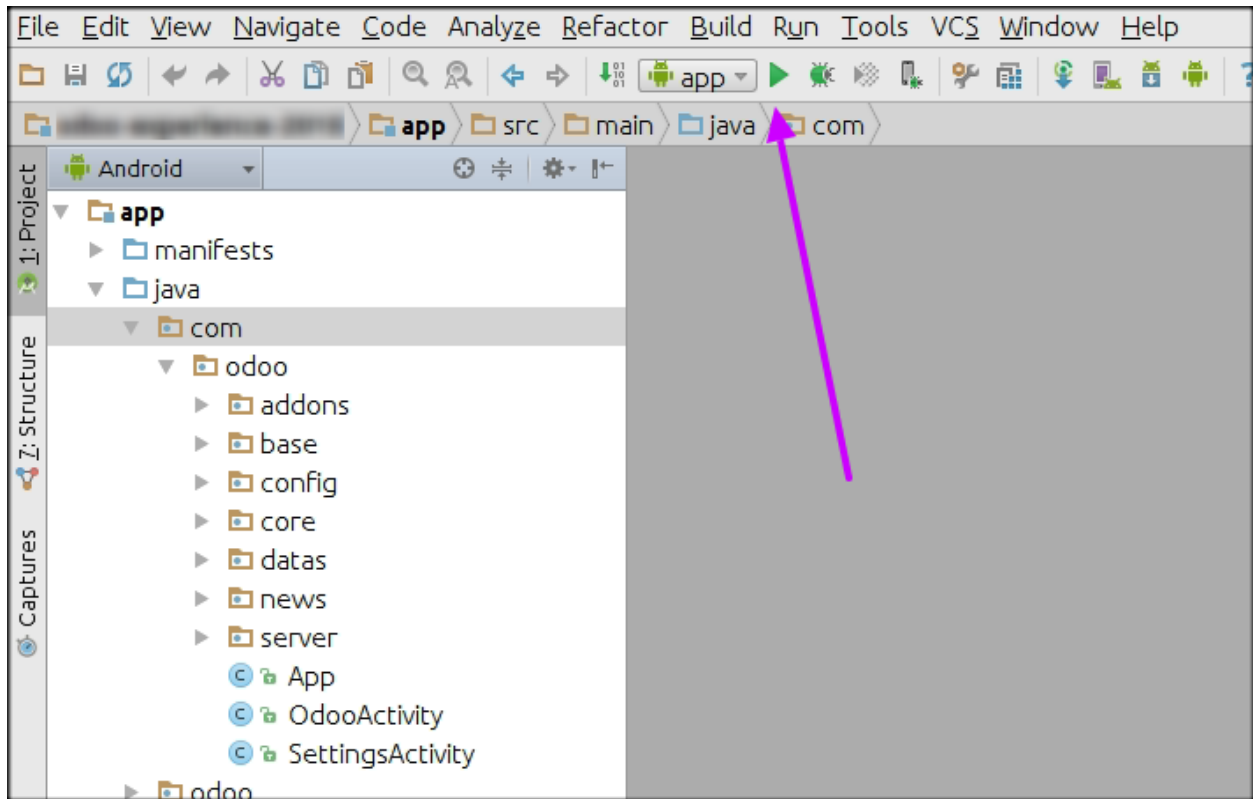 File Edit View Navigate Code Analyze Refactor Build Run Tools VCS Window Help
app
app src main java com
Android
1: Project
app
manifests
java
com
odoo
addons
base
config
core
datas
news
server
App
OdooActivity
SettingsActivity
odoo
7: Structure
Captures